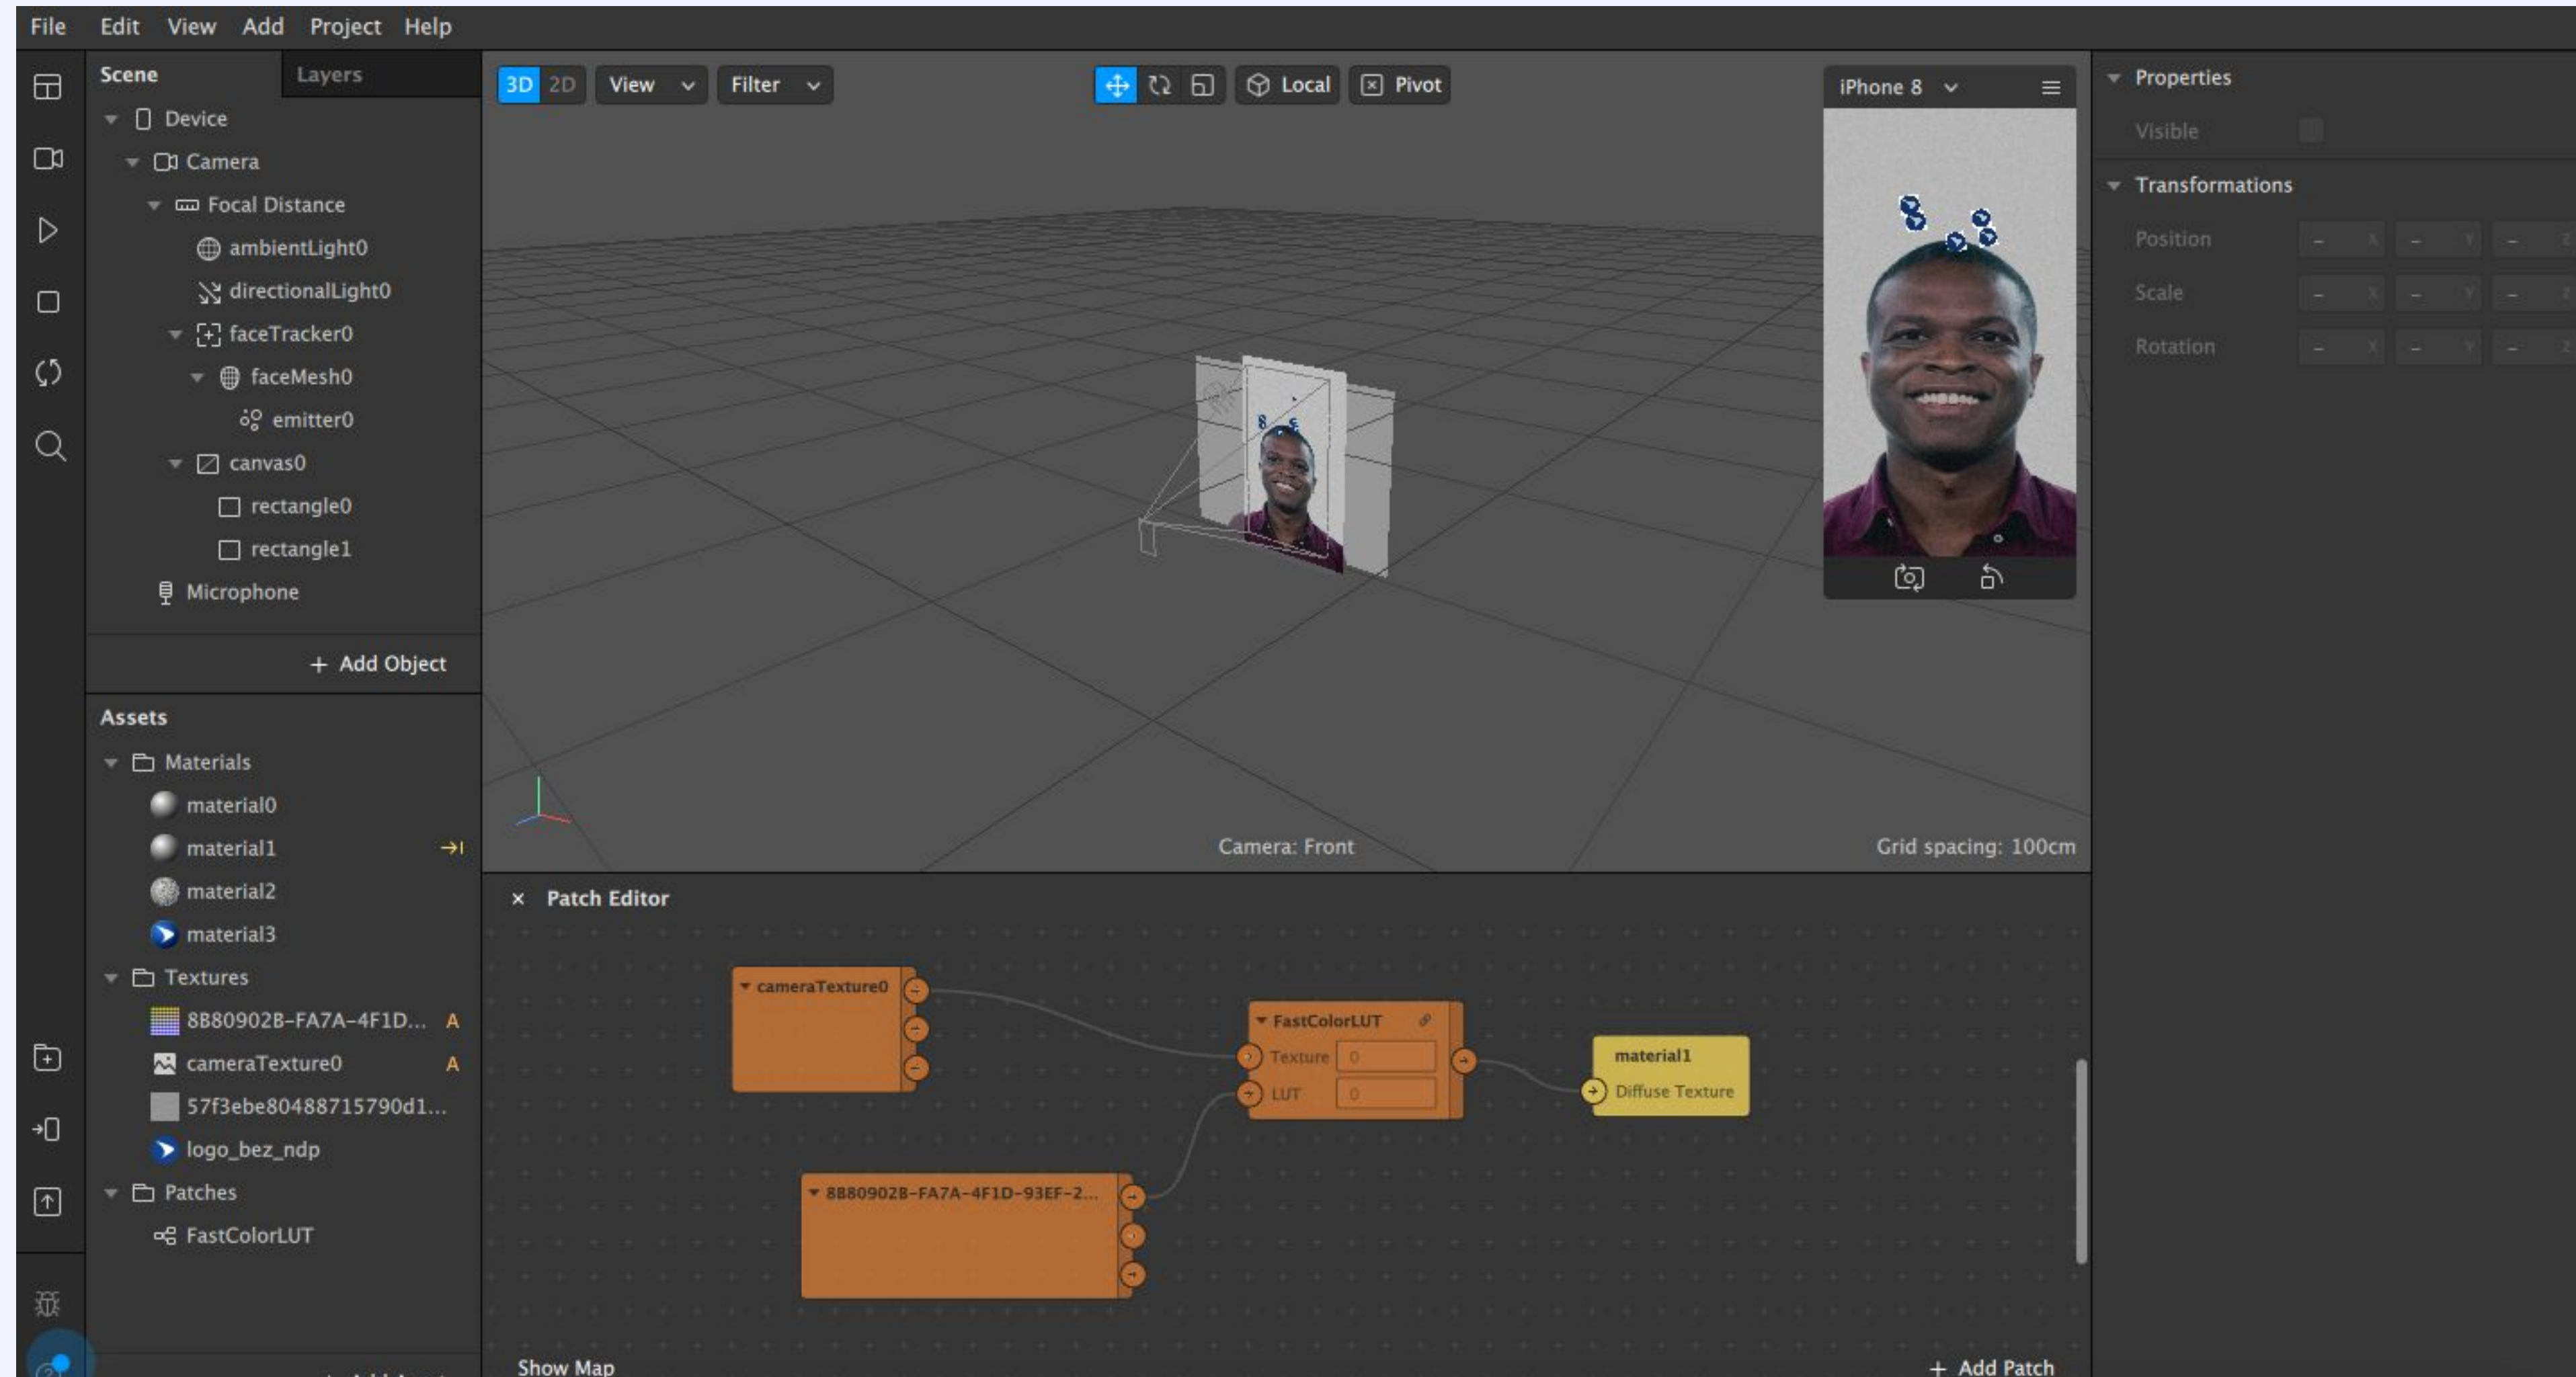 File Edit View Add Project Help
Scene Layers
Device
Camera
Focal Distance
ambientLight0
directionalLight0
faceTracker0
faceMesh0
emitter0
canvas0
rectangle0
rectangle1
Microphone
+ Add Object
Assets
Materials
material0
material1
material2
material3
Textures
8B80902B-FA7A-4F1D... A
cameraTexture0 A
57f3ebe80488715790d1...
logo_bez_ndp
Patches
FastColorLUT
3D 2D View Filter Local Pivot
iPhone 8
Camera: Front
Grid spacing: 100cm
× Patch Editor
cameraTexture0
FastColorLUT
Texture 0
LUT 0
material1
Diffuse Texture
8B80902B-FA7A-4F1D-93EF-2...
Show Map
+ Add Patch
Properties
Visible
Transformations
Position - X - Y - Z
Scale - X - Y - Z
Rotation - X - Y - Z